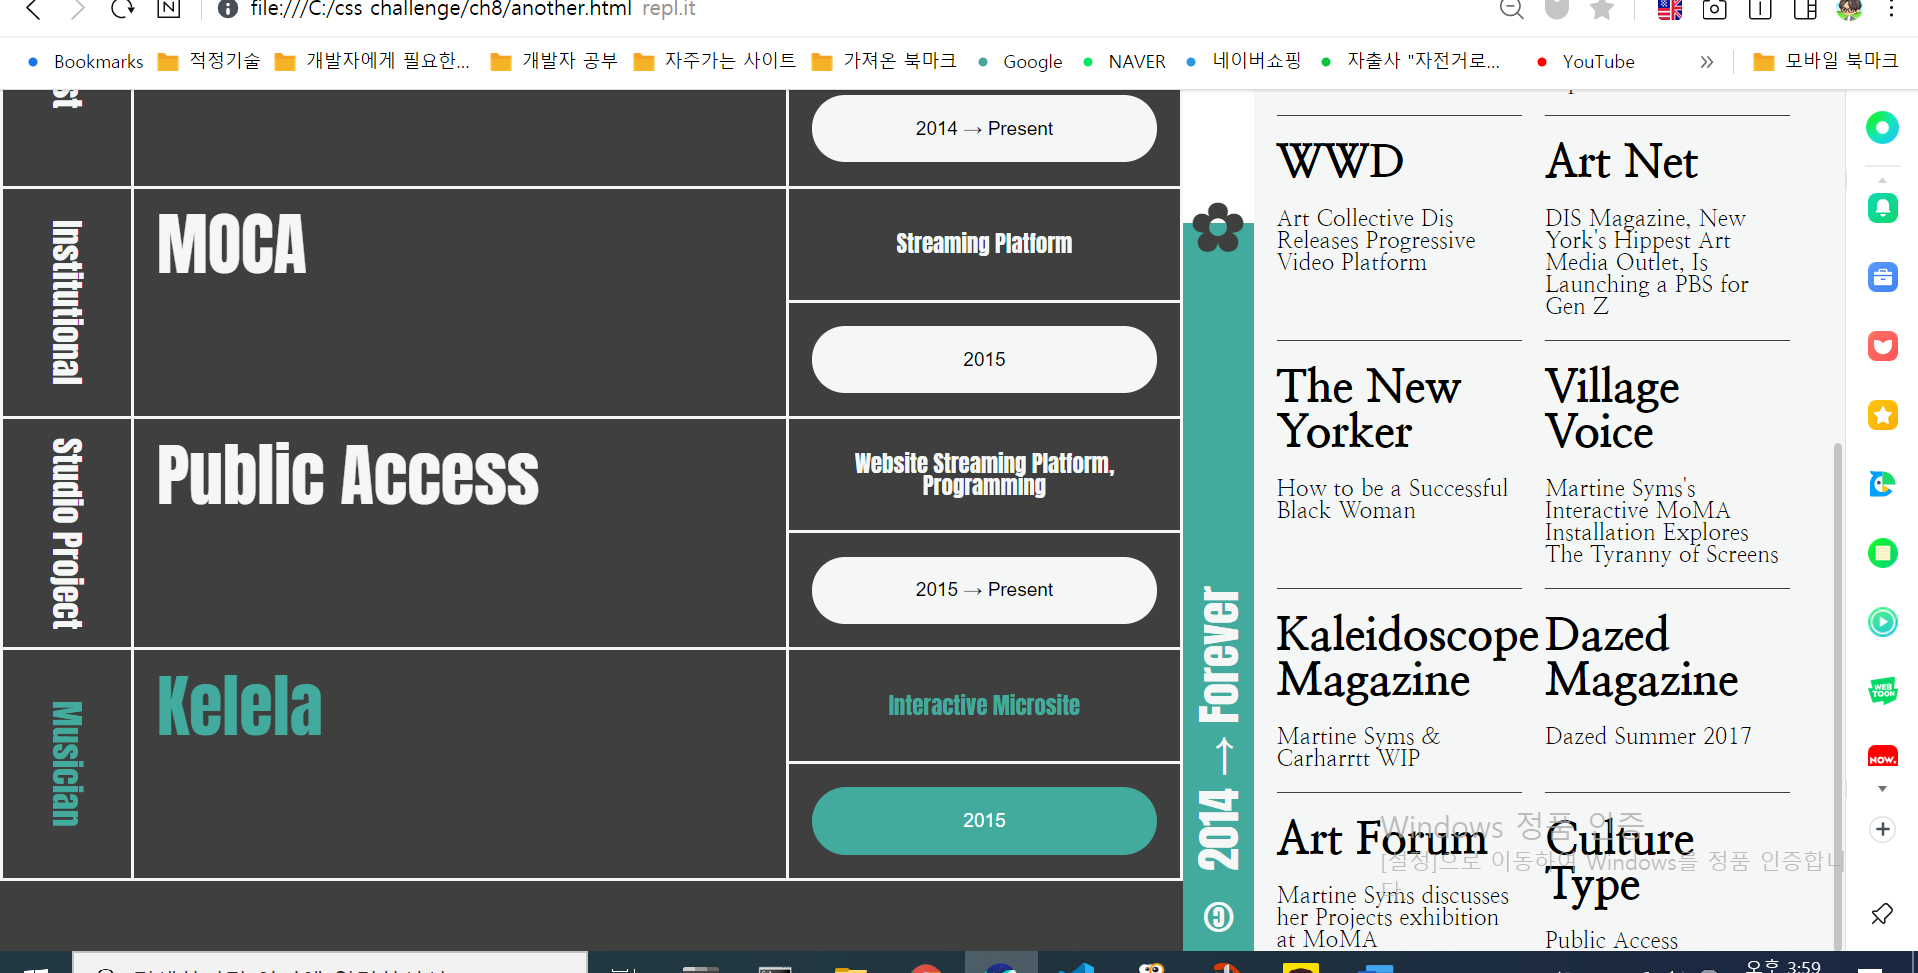 file:///C:/css challenge/ch8/another.html repl.it
Bookmarks 적정기술 개발자에게 필요한... 개발자 공부 자주가는 사이트 가져온 북마크 Google NAVER 네이버쇼핑 자출사 "자전거로... YouTube » 모바일 북마크
st
2014 → Present
Institutional
MOCA
Streaming Platform
2015
Studio Project
Public Access
Website Streaming Platform,
Programming
2015 → Present
Musician
Kelela
Interactive Microsite
2015
© 2014 → Forever
WWD
Art Collective Dis
Releases Progressive
Video Platform
Art Net
DIS Magazine, New
York's Hippest Art
Media Outlet, Is
Launching a PBS for
Gen Z
The New
Yorker
How to be a Successful
Black Woman
Village
Voice
Martine Syms's
Interactive MoMA
Installation Explores
The Tyranny of Screens
Kaleidoscope
Magazine
Martine Syms &
Carharrtt WIP
Dazed
Magazine
Dazed Summer 2017
Art Forum
Martine Syms discusses
her Projects exhibition
at MoMA
Culture
Type
Public Access
Windows 정품 인증
[설정]으로 이동하여 Windows를 정품 인증합니
다.
WEB
TOON
NOW.
오후 3:59